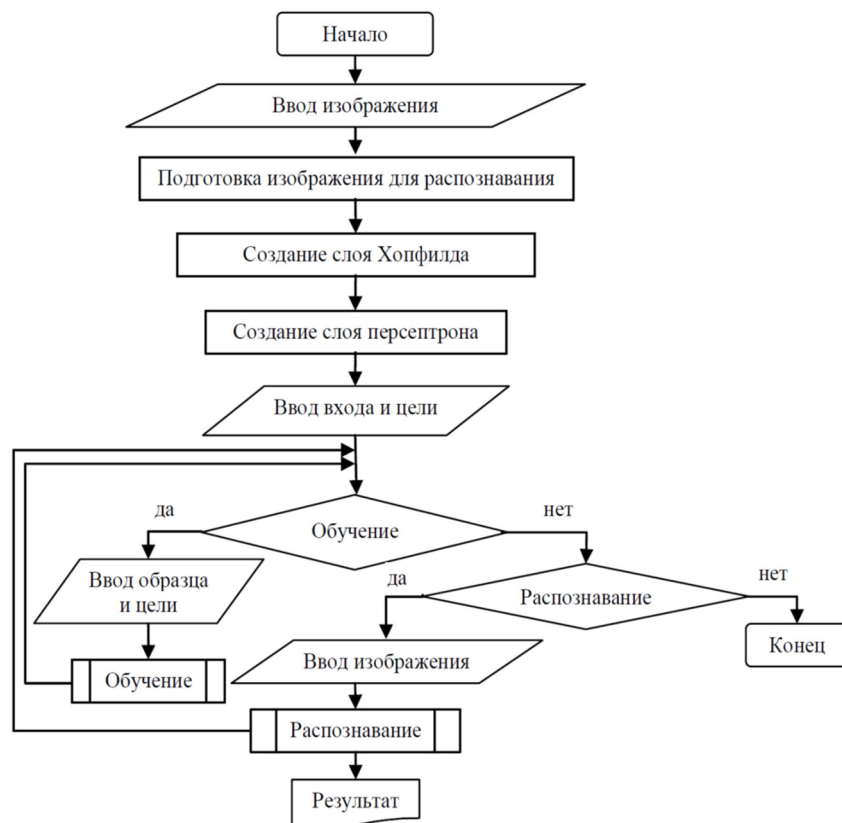 Начало
Ввод изображения
Подготовка изображения для распознавания
Создание слоя Хопфилда
Создание слоя персептрона
Ввод входа и цели
да
Обучение
нет
Ввод образца
и цели
да
Распознавание
нет
Конец
Ввод изображения
Обучение
Распознавание
Результат